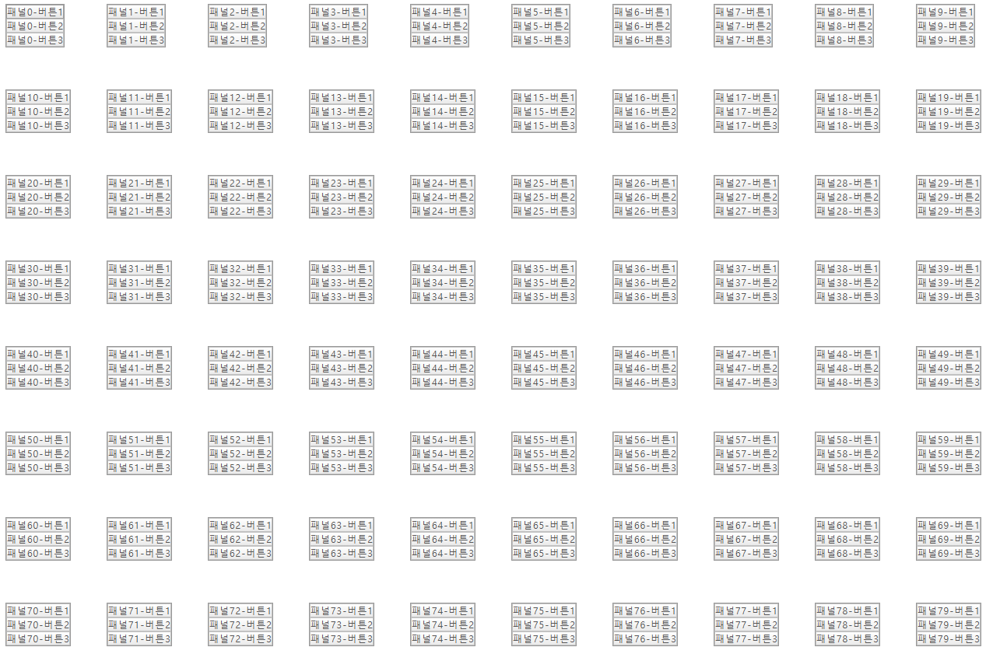 패널0-버튼1 패널1-버튼1 패널2-버튼1 패널3-버튼1 패널4-버튼1 패널5-버튼1 패널6-버튼1 패널7-버튼1 패널8-버튼1 패널9-버튼1
패널0-버튼2 패널1-버튼2 패널2-버튼2 패널3-버튼2 패널4-버튼2 패널5-버튼2 패널6-버튼2 패널7-버튼2 패널8-버튼2 패널9-버튼2
패널0-버튼3 패널1-버튼3 패널2-버튼3 패널3-버튼3 패널4-버튼3 패널5-버튼3 패널6-버튼3 패널7-버튼3 패널8-버튼3 패널9-버튼3
패널10-버튼1 패널11-버튼1 패널12-버튼1 패널13-버튼1 패널14-버튼1 패널15-버튼1 패널16-버튼1 패널17-버튼1 패널18-버튼1 패널19-버튼1
패널10-버튼2 패널11-버튼2 패널12-버튼2 패널13-버튼2 패널14-버튼2 패널15-버튼2 패널16-버튼2 패널17-버튼2 패널18-버튼2 패널19-버튼2
패널10-버튼3 패널11-버튼3 패널12-버튼3 패널13-버튼3 패널14-버튼3 패널15-버튼3 패널16-버튼3 패널17-버튼3 패널18-버튼3 패널19-버튼3
패널20-버튼1 패널21-버튼1 패널22-버튼1 패널23-버튼1 패널24-버튼1 패널25-버튼1 패널26-버튼1 패널27-버튼1 패널28-버튼1 패널29-버튼1
패널20-버튼2 패널21-버튼2 패널22-버튼2 패널23-버튼2 패널24-버튼2 패널25-버튼2 패널26-버튼2 패널27-버튼2 패널28-버튼2 패널29-버튼2
패널20-버튼3 패널21-버튼3 패널22-버튼3 패널23-버튼3 패널24-버튼3 패널25-버튼3 패널26-버튼3 패널27-버튼3 패널28-버튼3 패널29-버튼3
패널30-버튼1 패널31-버튼1 패널32-버튼1 패널33-버튼1 패널34-버튼1 패널35-버튼1 패널36-버튼1 패널37-버튼1 패널38-버튼1 패널39-버튼1
패널30-버튼2 패널31-버튼2 패널32-버튼2 패널33-버튼2 패널34-버튼2 패널35-버튼2 패널36-버튼2 패널37-버튼2 패널38-버튼2 패널39-버튼2
패널30-버튼3 패널31-버튼3 패널32-버튼3 패널33-버튼3 패널34-버튼3 패널35-버튼3 패널36-버튼3 패널37-버튼3 패널38-버튼3 패널39-버튼3
패널40-버튼1 패널41-버튼1 패널42-버튼1 패널43-버튼1 패널44-버튼1 패널45-버튼1 패널46-버튼1 패널47-버튼1 패널48-버튼1 패널49-버튼1
패널40-버튼2 패널41-버튼2 패널42-버튼2 패널43-버튼2 패널44-버튼2 패널45-버튼2 패널46-버튼2 패널47-버튼2 패널48-버튼2 패널49-버튼2
패널40-버튼3 패널41-버튼3 패널42-버튼3 패널43-버튼3 패널44-버튼3 패널45-버튼3 패널46-버튼3 패널47-버튼3 패널48-버튼3 패널49-버튼3
패널50-버튼1 패널51-버튼1 패널52-버튼1 패널53-버튼1 패널54-버튼1 패널55-버튼1 패널56-버튼1 패널57-버튼1 패널58-버튼1 패널59-버튼1
패널50-버튼2 패널51-버튼2 패널52-버튼2 패널53-버튼2 패널54-버튼2 패널55-버튼2 패널56-버튼2 패널57-버튼2 패널58-버튼2 패널59-버튼2
패널50-버튼3 패널51-버튼3 패널52-버튼3 패널53-버튼3 패널54-버튼3 패널55-버튼3 패널56-버튼3 패널57-버튼3 패널58-버튼3 패널59-버튼3
패널60-버튼1 패널61-버튼1 패널62-버튼1 패널63-버튼1 패널64-버튼1 패널65-버튼1 패널66-버튼1 패널67-버튼1 패널68-버튼1 패널69-버튼1
패널60-버튼2 패널61-버튼2 패널62-버튼2 패널63-버튼2 패널64-버튼2 패널65-버튼2 패널66-버튼2 패널67-버튼2 패널68-버튼2 패널69-버튼2
패널60-버튼3 패널61-버튼3 패널62-버튼3 패널63-버튼3 패널64-버튼3 패널65-버튼3 패널66-버튼3 패널67-버튼3 패널68-버튼3 패널69-버튼3
패널70-버튼1 패널71-버튼1 패널72-버튼1 패널73-버튼1 패널74-버튼1 패널75-버튼1 패널76-버튼1 패널77-버튼1 패널78-버튼1 패널79-버튼1
패널70-버튼2 패널71-버튼2 패널72-버튼2 패널73-버튼2 패널74-버튼2 패널75-버튼2 패널76-버튼2 패널77-버튼2 패널78-버튼2 패널79-버튼2
패널70-버튼3 패널71-버튼3 패널72-버튼3 패널73-버튼3 패널74-버튼3 패널75-버튼3 패널76-버튼3 패널77-버튼3 패널78-버튼3 패널79-버튼3